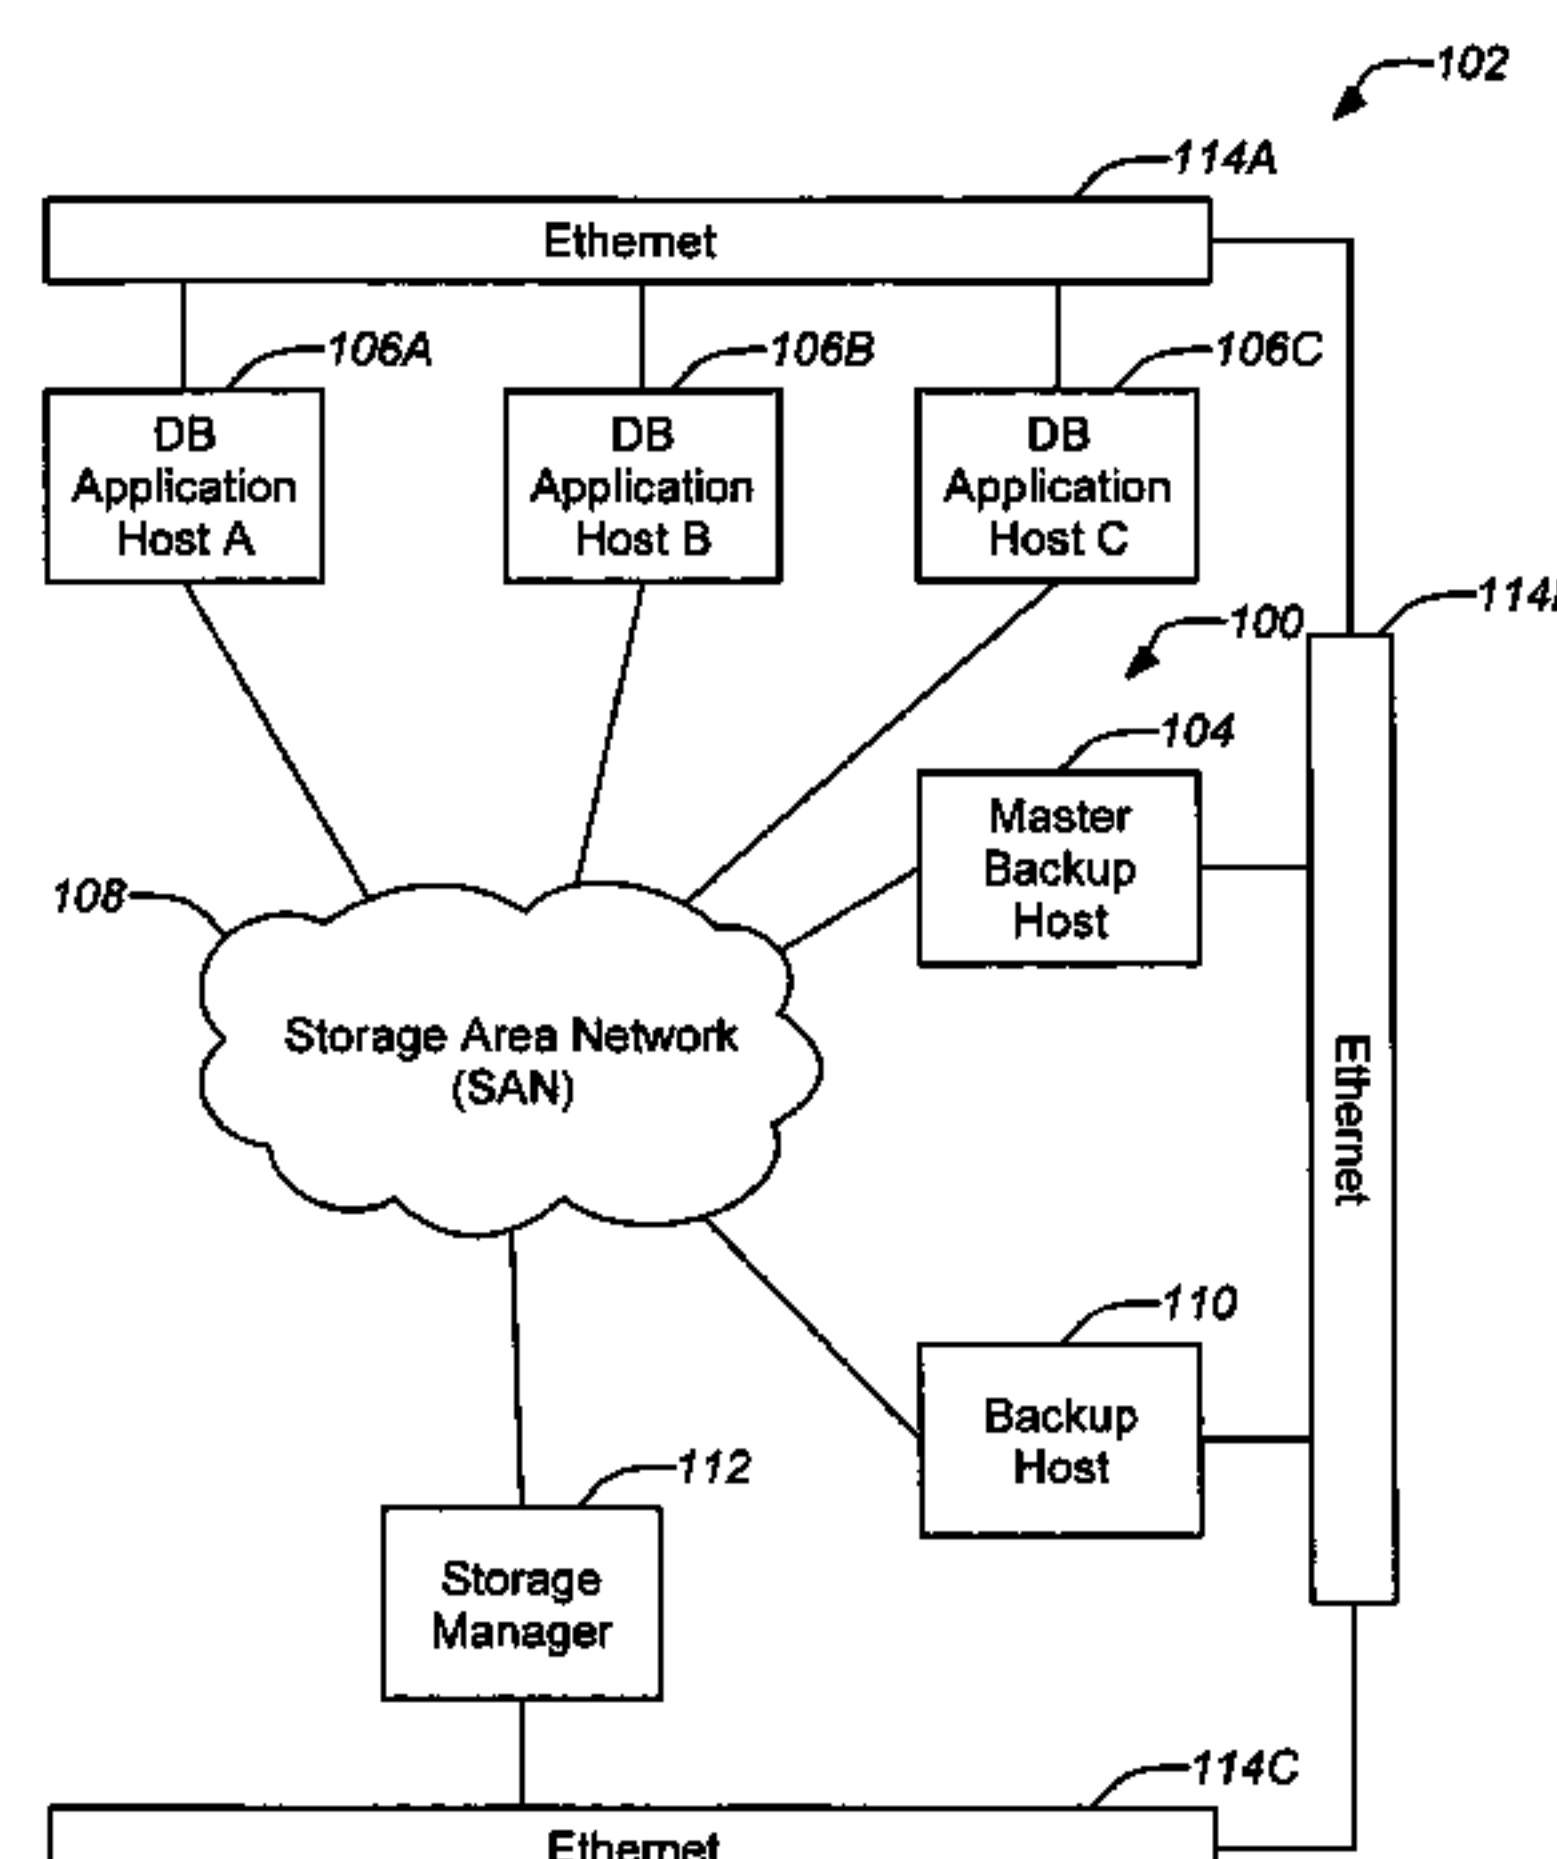 102
114A
Ethernet
106A
106B
106C
DB
Application
Host A
DB
Application
Host B
DB
Application
Host C
114
100
104
Master
Backup
Host
108
Storage Area Network
(SAN)
Ethernet
110
Backup
Host
112
Storage
Manager
114C
Ethernet